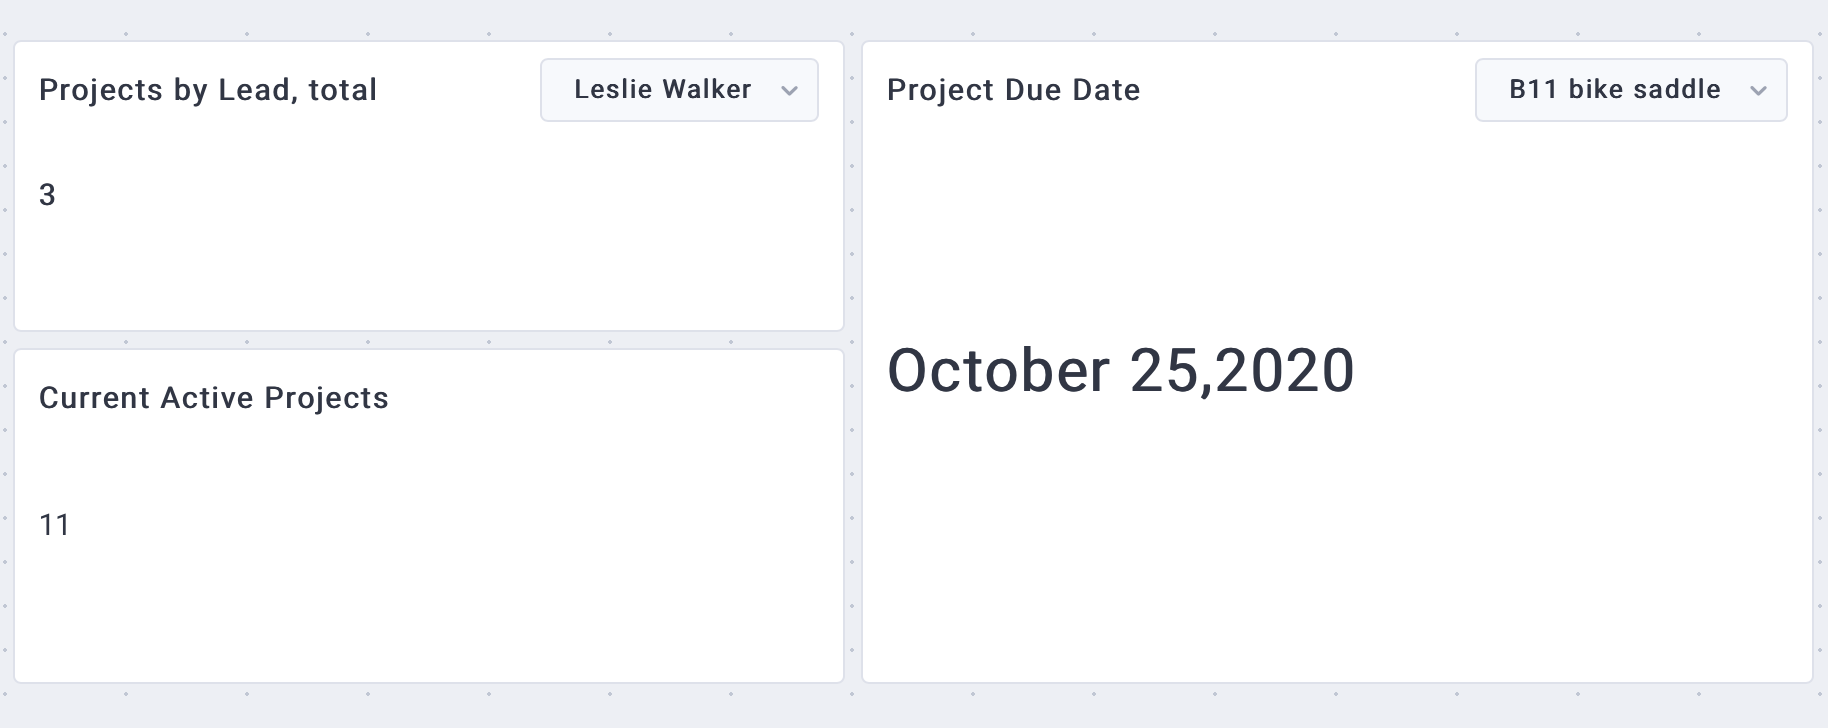 Projects by Lead, total
Leslie Walker
3
Current Active Projects
11
Project Due Date
B11 bike saddle
October 25,2020